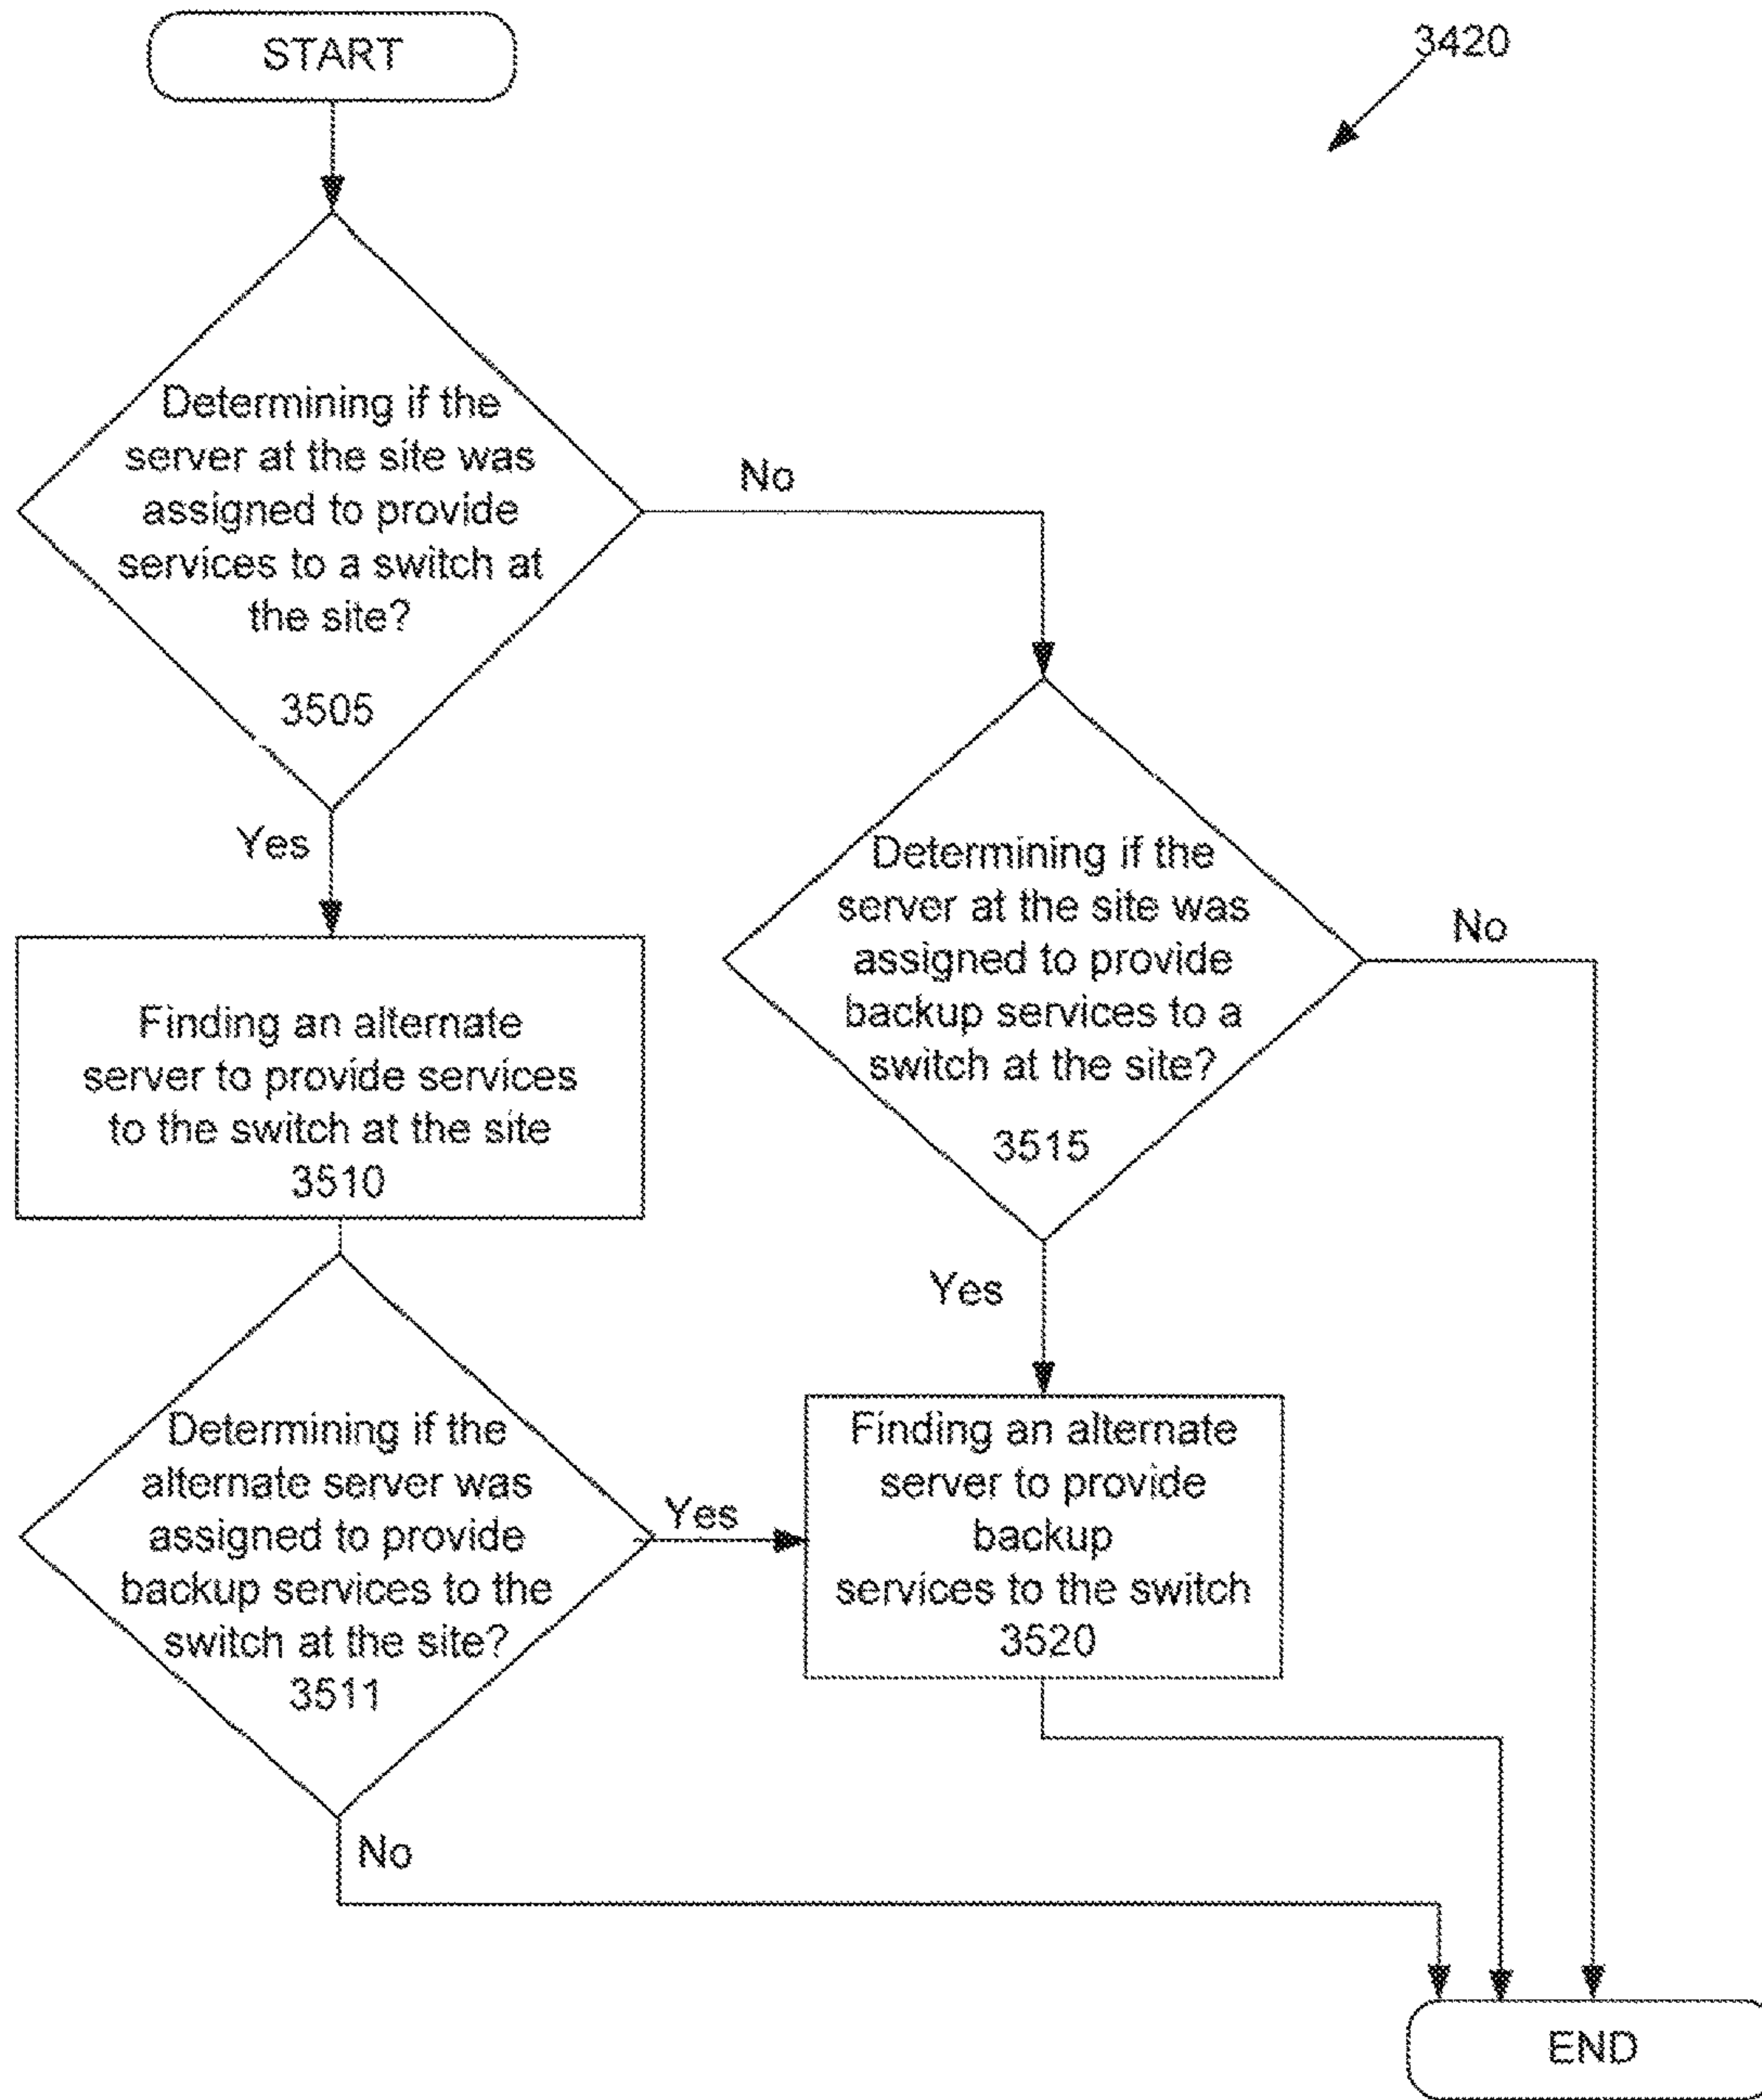 START
3420
Determining if the
server at the site was
assigned to provide
services to a switch at
the site?
3505
No
Yes
Determining if the
server at the site was
assigned to provide
backup services to a
switch at the site?
3515
No
Finding an alternate
server to provide services
to the switch at the site
3510
Yes
Determining if the
alternate server was
assigned to provide
backup services to the
switch at the site?
3511
Yes
Finding an alternate
server to provide
backup
services to the switch
3520
No
END